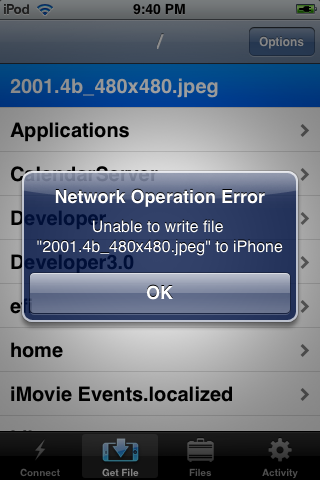 iPod 9:40 PM
/ Options
2001.4b_480x480.jpeg
Applications
CalendarServer
Network Operation Error
Developer
Unable to write file
"2001.4b_480x480.jpeg" to iPhone
Developer3.0
OK
efi
home
iMovie Events.localized
Connect Get File Files Activity